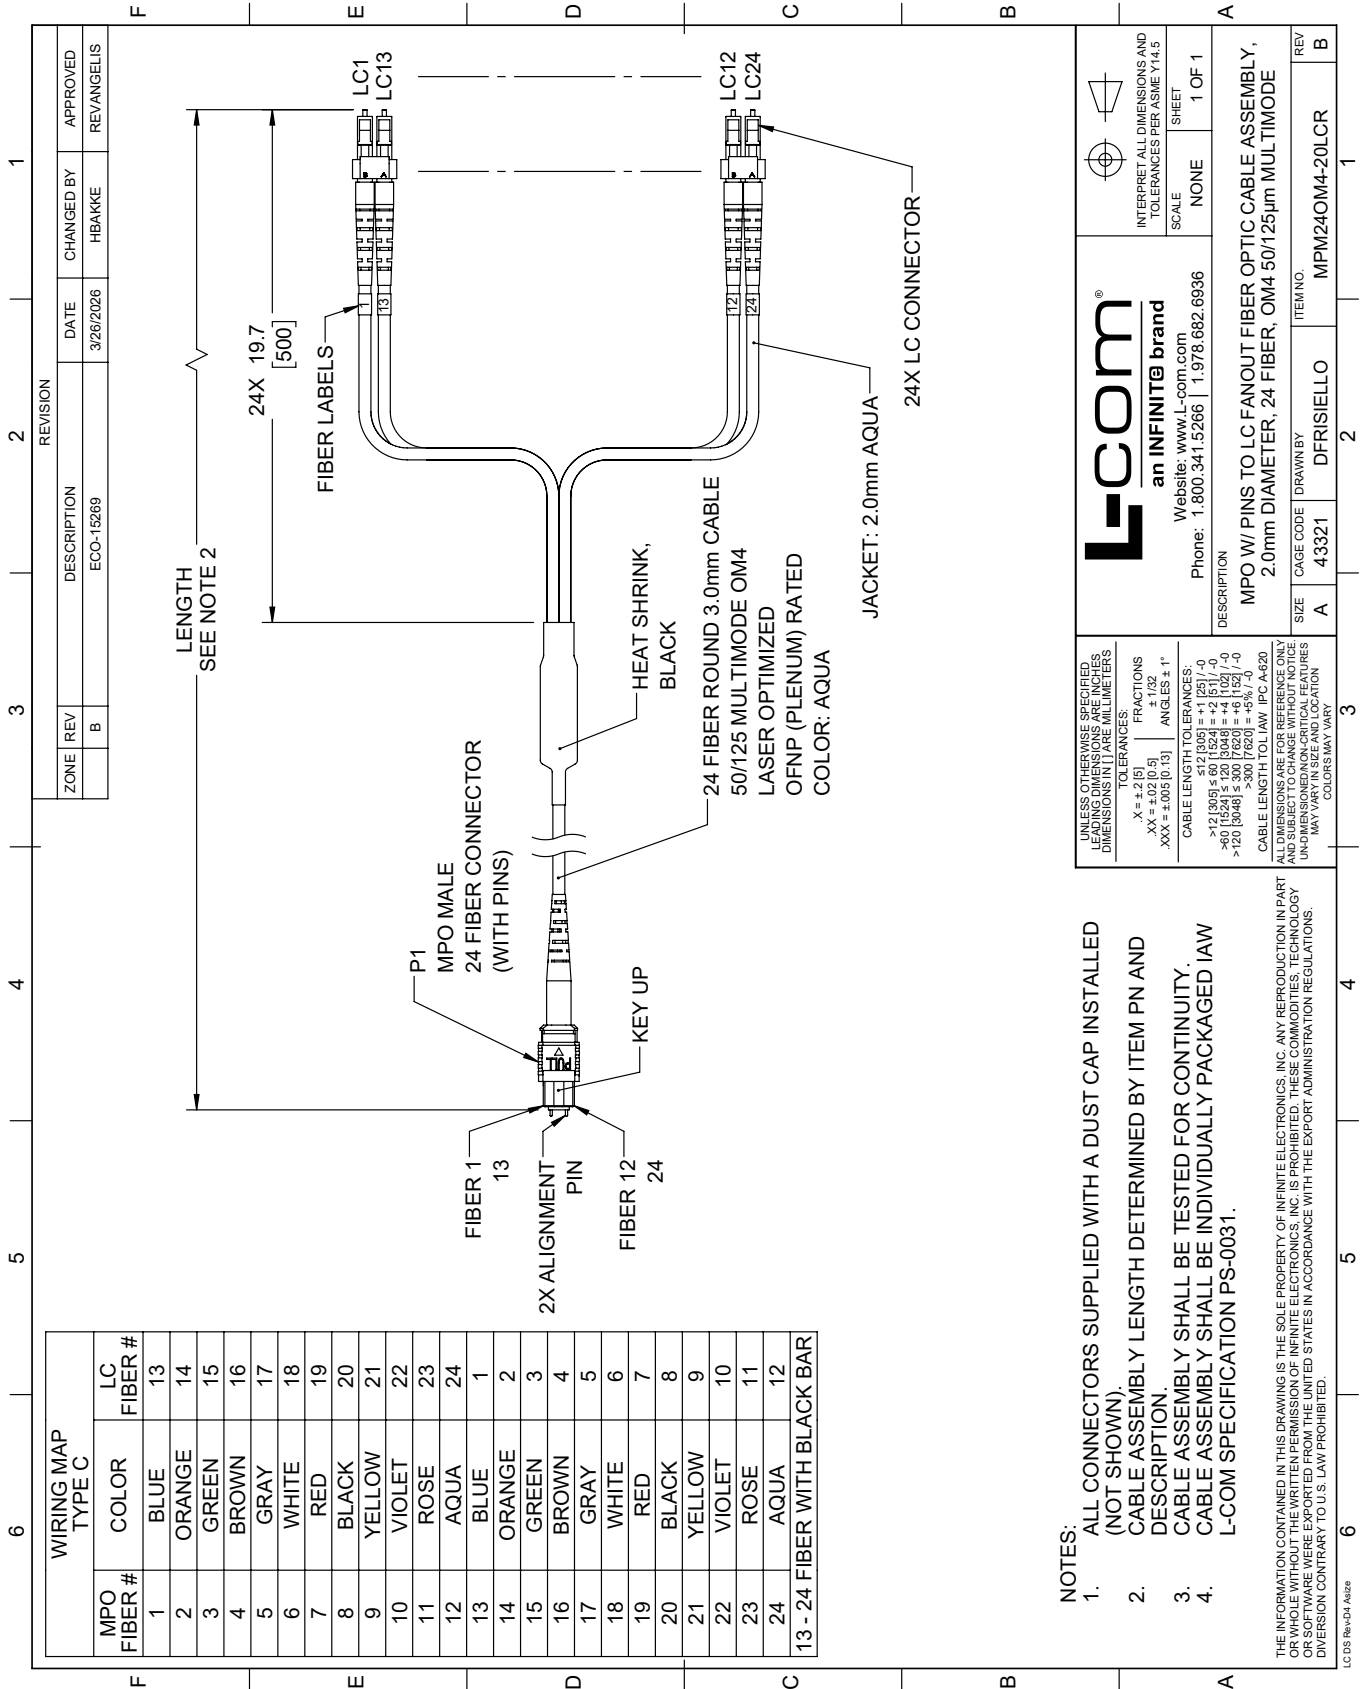 REVISION
ZONE REV DESCRIPTION DATE CHANGED BY APPROVED
B ECO-15269 3/26/2026 HBAKKE REVANGELIS
6 5 4 3 2 1
F
E
D
C
B
A
WIRING MAP
TYPE C
MPO FIBER # COLOR LC FIBER #
1 BLUE 13
2 ORANGE 14
3 GREEN 15
4 BROWN 16
5 GRAY 17
6 WHITE 18
7 RED 19
8 BLACK 20
9 YELLOW 21
10 VIOLET 22
11 ROSE 23
12 AQUA 24
13 BLUE 1
14 ORANGE 2
15 GREEN 3
16 BROWN 4
17 GRAY 5
18 WHITE 6
19 RED 7
20 BLACK 8
21 YELLOW 9
22 VIOLET 10
23 ROSE 11
24 AQUA 12
13 - 24 FIBER WITH BLACK BAR
LENGTH
SEE NOTE 2
24X 19.7
[500]
FIBER LABELS
LC1
LC13
B
A
1
13
P1
MPO MALE
24 FIBER CONNECTOR
(WITH PINS)
FIBER 1
13
2X ALIGNMENT
PIN
FIBER 12
24
PULL
KEY UP
HEAT SHRINK,
BLACK
24 FIBER ROUND 3.0mm CABLE
50/125 MULTIMODE OM4
LASER OPTIMIZED
OFNP (PLENUM) RATED
COLOR: AQUA
LC12
LC24
B
A
12
24
JACKET: 2.0mm AQUA
24X LC CONNECTOR
NOTES:
1. ALL CONNECTORS SUPPLIED WITH A DUST CAP INSTALLED
(NOT SHOWN).
2. CABLE ASSEMBLY LENGTH DETERMINED BY ITEM PN AND
DESCRIPTION.
3. CABLE ASSEMBLY SHALL BE TESTED FOR CONTINUITY.
4. CABLE ASSEMBLY SHALL BE INDIVIDUALLY PACKAGED IAW
L-COM SPECIFICATION PS-0031.
THE INFORMATION CONTAINED IN THIS DRAWING IS THE SOLE PROPERTY OF INFINITE ELECTRONICS, INC. ANY REPRODUCTION IN PART
OR WHOLE WITHOUT THE WRITTEN PERMISSION OF INFINITE ELECTRONICS, INC. IS PROHIBITED. THESE COMMODITIES, TECHNOLOGY
OR SOFTWARE WERE EXPORTED FROM THE UNITED STATES IN ACCORDANCE WITH THE EXPORT ADMINISTRATION REGULATIONS.
DIVERSION CONTRARY TO U.S. LAW PROHIBITED.
UNLESS OTHERWISE SPECIFIED
LEADING DIMENSIONS ARE INCHES
DIMENSIONS IN [ ] ARE MILLIMETERS
TOLERANCES:
.X = ±.2 [5]
.XX = ±.02 [0.5]
.XXX = ±.005 [0.13]
FRACTIONS
± 1/32
ANGLES ± 1°
CABLE LENGTH TOLERANCES:
≤12 [305] = +1 [25] / -0
>12 [305] ≤ 60 [1524] = +2 [51] / -0
>60 [1524] ≤ 120 [3048] = +4 [102] / -0
>120 [3048] ≤ 300 [7620] = +6 [152] / -0
>300 [7620] = +5% / -0
CABLE LENGTH TOL IAW IPC A-620
ALL DIMENSIONS ARE FOR REFERENCE ONLY
AND SUBJECT TO CHANGE WITHOUT NOTICE.
UN-DIMENSIONED/NON-CRITICAL FEATURES
MAY VARY IN SIZE AND LOCATION
COLORS MAY VARY
L-com®
an INFINITE brand
Website: www.L-com.com
Phone: 1.800.341.5266 | 1.978.682.6936
INTERPRET ALL DIMENSIONS AND
TOLERANCES PER ASME Y14.5
SCALE NONE SHEET 1 OF 1
DESCRIPTION
MPO W/ PINS TO LC FANOUT FIBER OPTIC CABLE ASSEMBLY,
2.0mm DIAMETER, 24 FIBER, OM4 50/125µm MULTIMODE
SIZE A CAGE CODE 43321 DRAWN BY DFRISIELLO ITEM NO. MPM24OM4-20LCR REV B
F
E
D
C
B
A
6 5 4 3 2 1
LC DS Rev-D4 Asize